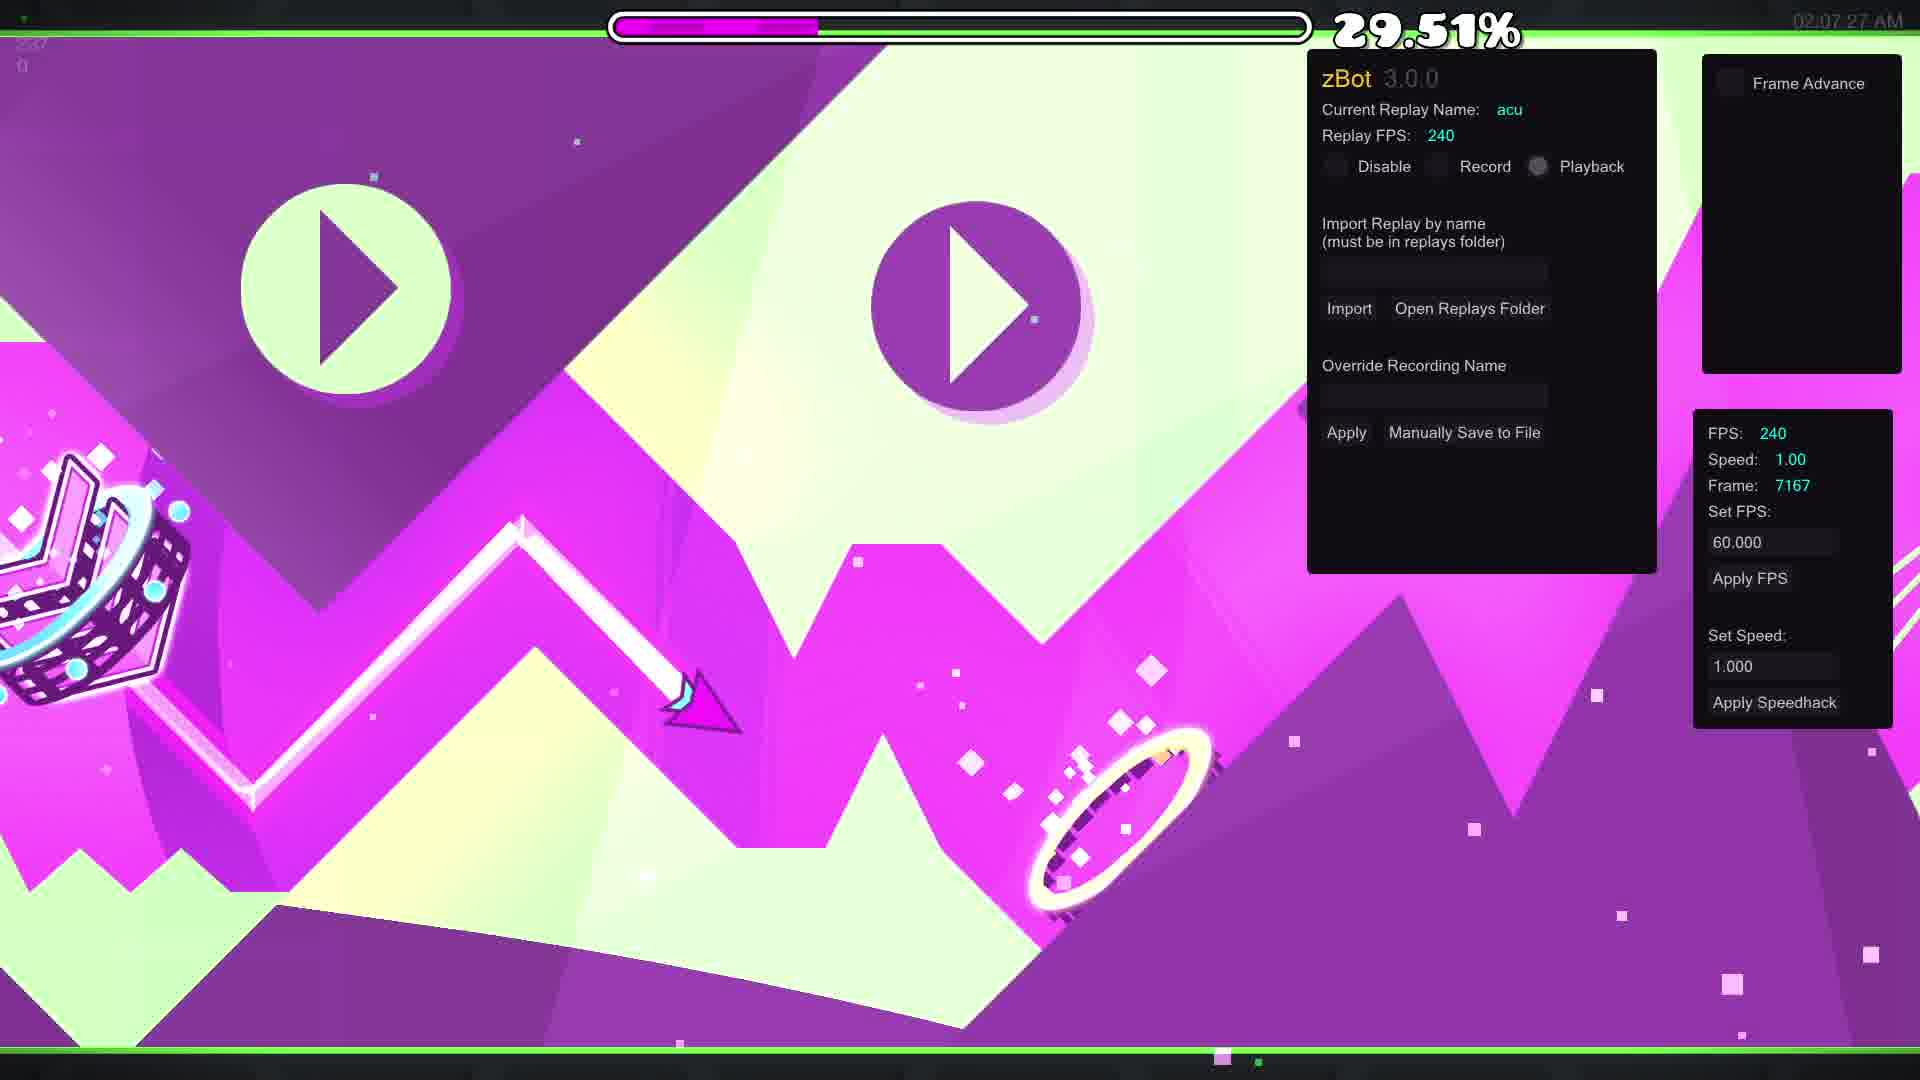 29.51%
02:07:27 AM
237
0
zBot 3.0.0
Current Replay Name: acu
Replay FPS: 240
Disable Record Playback
Import Replay by name
(must be in replays folder)
Import Open Replays Folder
Override Recording Name
Apply Manually Save to File
Frame Advance
FPS: 240
Speed: 1.00
Frame: 7167
Set FPS:
60.000
Apply FPS
Set Speed:
1.000
Apply Speedhack